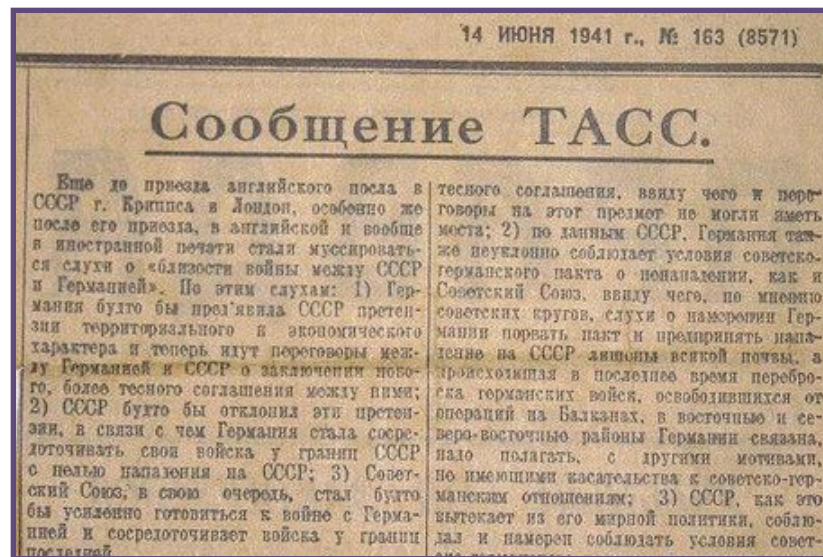 14 ИЮНЯ 1941 г., № 163 (8571)
Сообщение ТАСС.
Еще до приезда английского посла в
СССР г. Криппса в Лондон, особенно же
после его приезда, в английской и вообще
в иностранной печати стали муссировать-
ся слухи о «близости войны между СССР
и Германией». По этим слухам: 1) Гер-
мания будто бы пред'явила СССР претен-
зии территориального и экономического
характера и теперь идут переговоры меж-
ду Германией и СССР о заключении ново-
го, более тесного соглашения между ними;
2) СССР будто бы отклонил эти претен-
зии, в связи с чем Германия стала сосре-
доточивать свои войска у границ СССР
с целью нападения на СССР; 3) Совет-
ский Союз, в свою очередь, стал будто
бы усиленно готовиться к войне с Герма-
нией и сосредоточивает войска у границ
последней.
тесного соглашения, ввиду чего и пере-
говоры на этот предмет не могли иметь
места; 2) по данным СССР, Германия так-
же неуклонно соблюдает условия советско-
германского пакта о ненападении, как и
Советский Союз, ввиду чего, по мнению
советских кругов, слухи о намерении Гер-
мании порвать пакт и предпринять напа-
дение на СССР лишены всякой почвы, а
происходящая в последнее время переброс-
ка германских войск, освободившихся от
операций на Балканах, в восточные и се-
веро-восточные районы Германии связана,
надо полагать, с другими мотивами,
не имеющими касательства к советско-гер-
манским отношениям; 3) СССР, как это
вытекает из его мирной политики, соблю-
дал и намерен соблюдать условия совет-